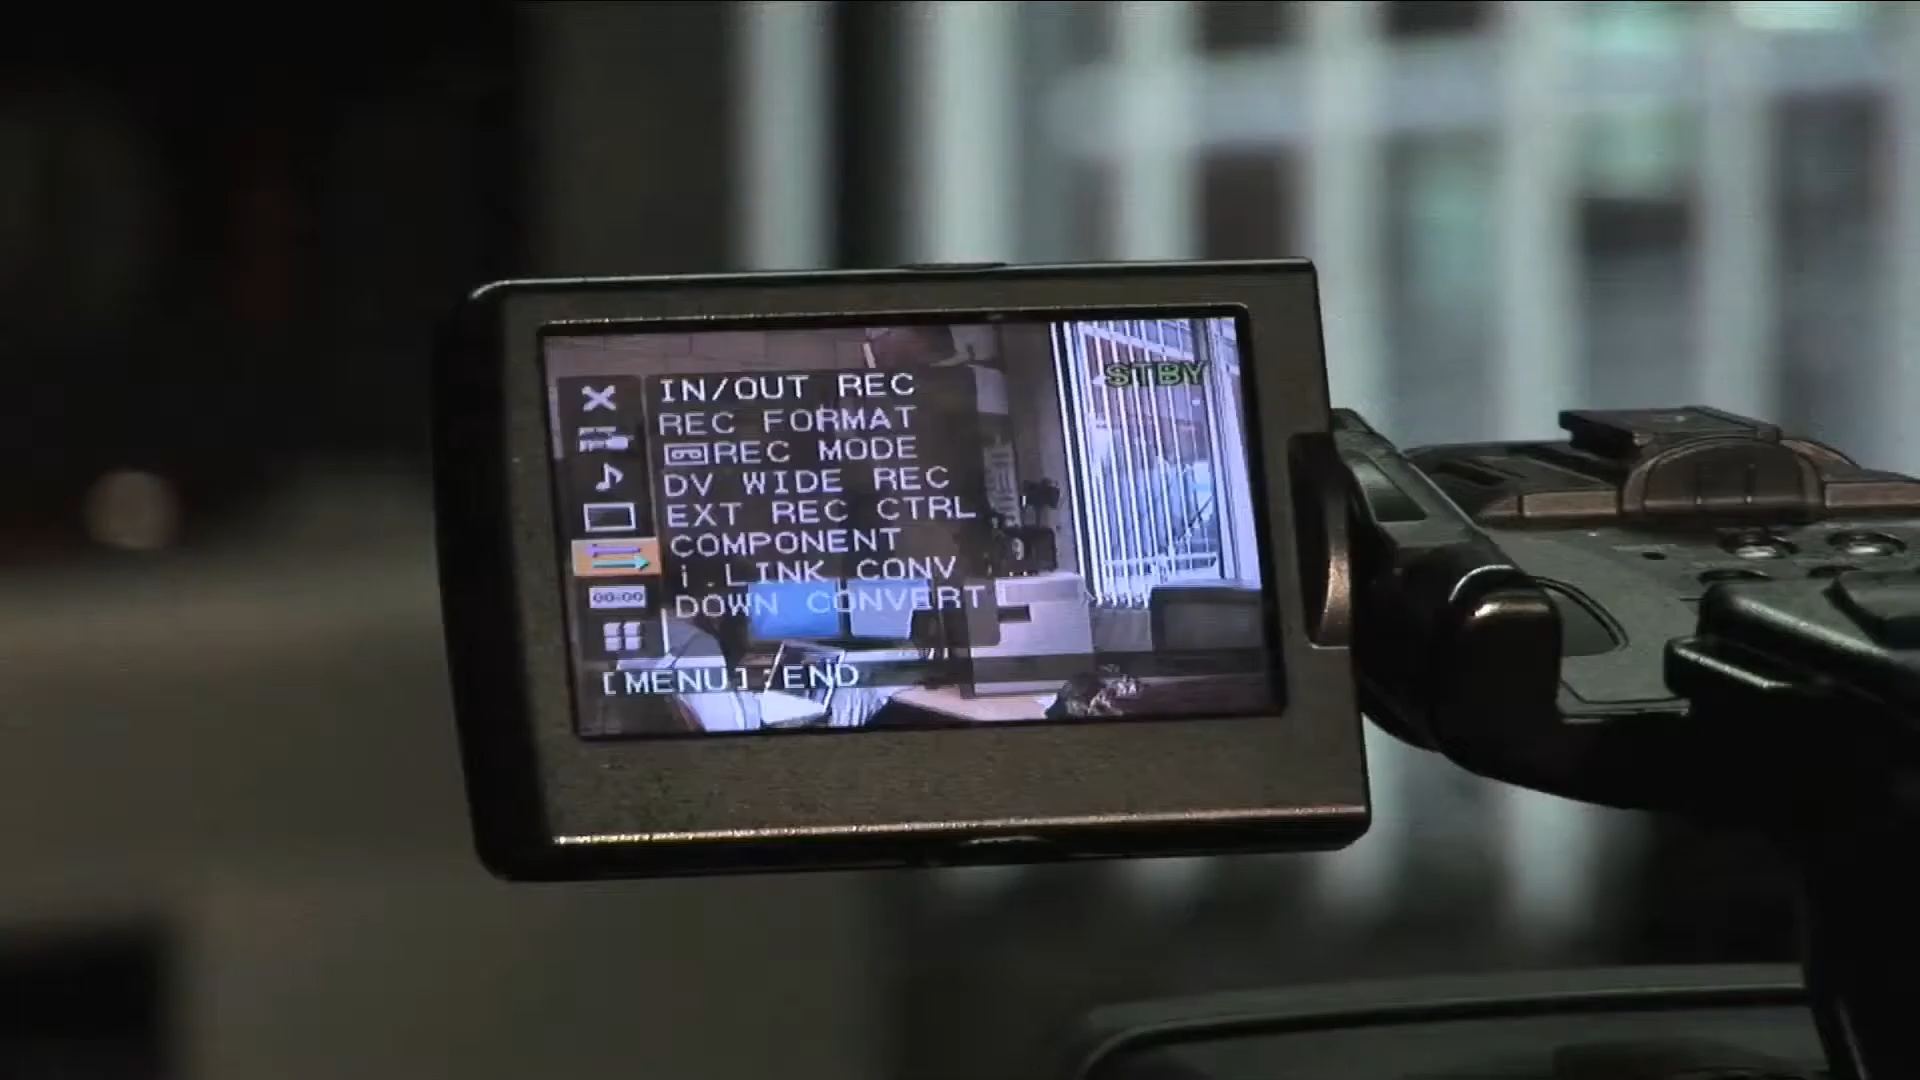 STBY
IN/OUT REC
REC FORMAT
REC MODE
DV WIDE REC
EXT REC CTRL
COMPONENT
i.LINK CONV
DOWN CONVERT
00:00
[MENU]:END